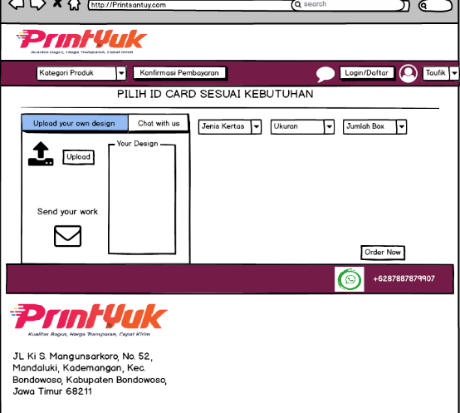 http://Printsantuy.com
search
PrintYuk
Kualitas Bagus, Harga Transparan, Cepat Kirim
Kategori Produk
Konfirmasi Pembayaran
Login/Daftar
Taufik
PILIH ID CARD SESUAI KEBUTUHAN
Upload your own design
Chat with us
Jenis Kertas
Ukuran
Jumlah Box
Your Design
Upload
Send your work
Order Now
+6287887879907
PrintYuk
Kualitas Bagus, Harga Transparan, Cepat Kirim
JL Ki S. Mangunsarkoro, No. 52,
Mandaluki, Kademangan, Kec.
Bondowoso, Kabupaten Bondowoso,
Jawa Timur 68211